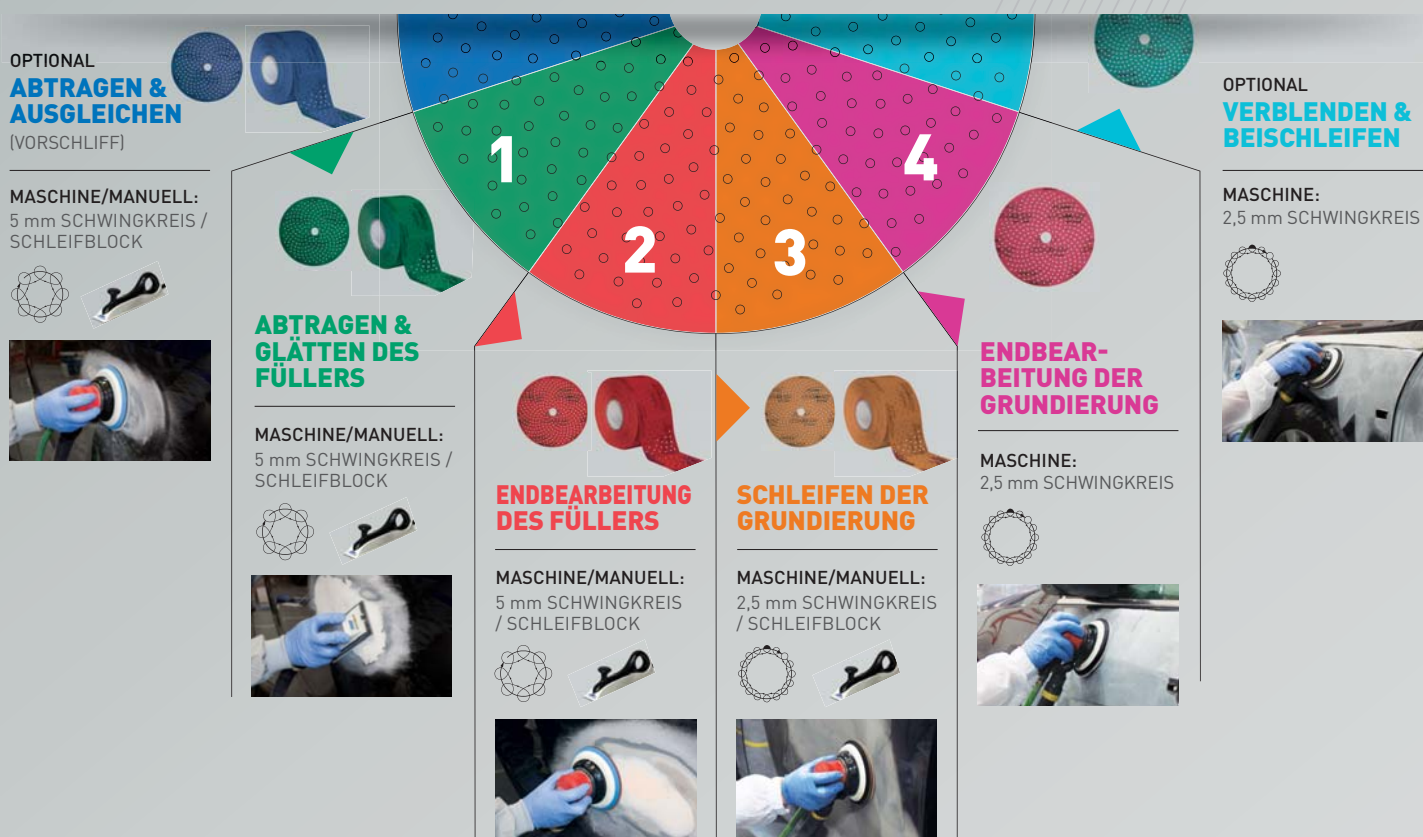 OPTIONAL
ABTRAGEN &
AUSGLEICHEN
(VORSCHLIFF)
MASCHINE/MANUELL:
5 mm SCHWINGKREIS /
SCHLEIFBLOCK
1
ABTRAGEN &
GLÄTTEN DES
FÜLLERS
MASCHINE/MANUELL:
5 mm SCHWINGKREIS /
SCHLEIFBLOCK
2
ENDBEARBEITUNG
DES FÜLLERS
MASCHINE/MANUELL:
5 mm SCHWINGKREIS
/ SCHLEIFBLOCK
3
SCHLEIFEN DER
GRUNDIERUNG
MASCHINE/MANUELL:
2,5 mm SCHWINGKREIS
/ SCHLEIFBLOCK
4
ENDBEAR-
BEITUNG DER
GRUNDIERUNG
MASCHINE:
2,5 mm SCHWINGKREIS
OPTIONAL
VERBLENDEN &
BEISCHLEIFEN
MASCHINE:
2,5 mm SCHWINGKREIS